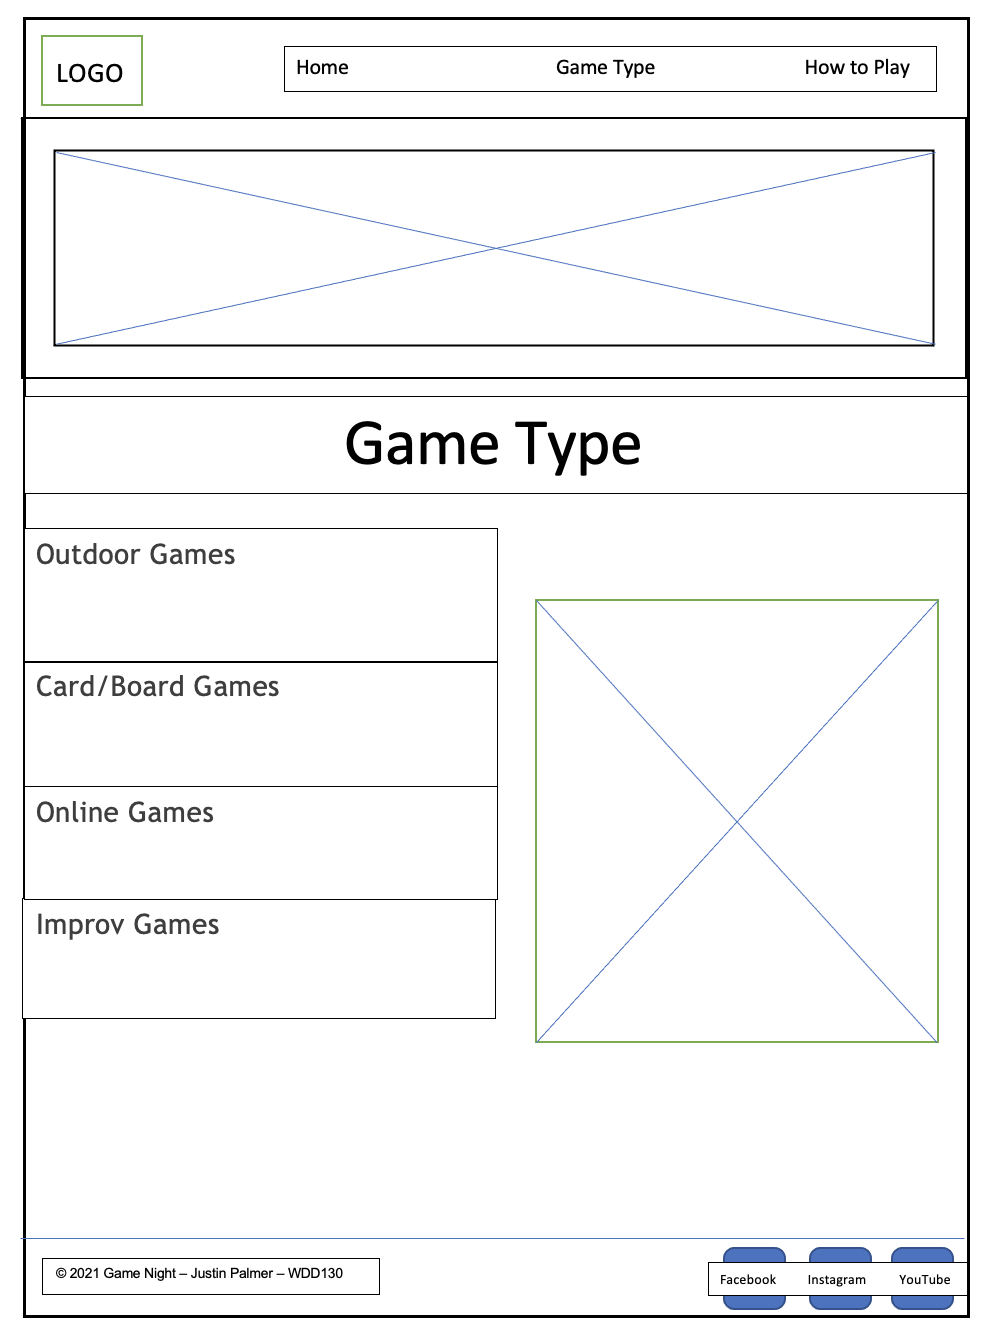 LOGO
Home Game Type How to Play
Game Type
Outdoor Games
Card/Board Games
Online Games
Improv Games
© 2021 Game Night – Justin Palmer – WDD130
Facebook Instagram YouTube